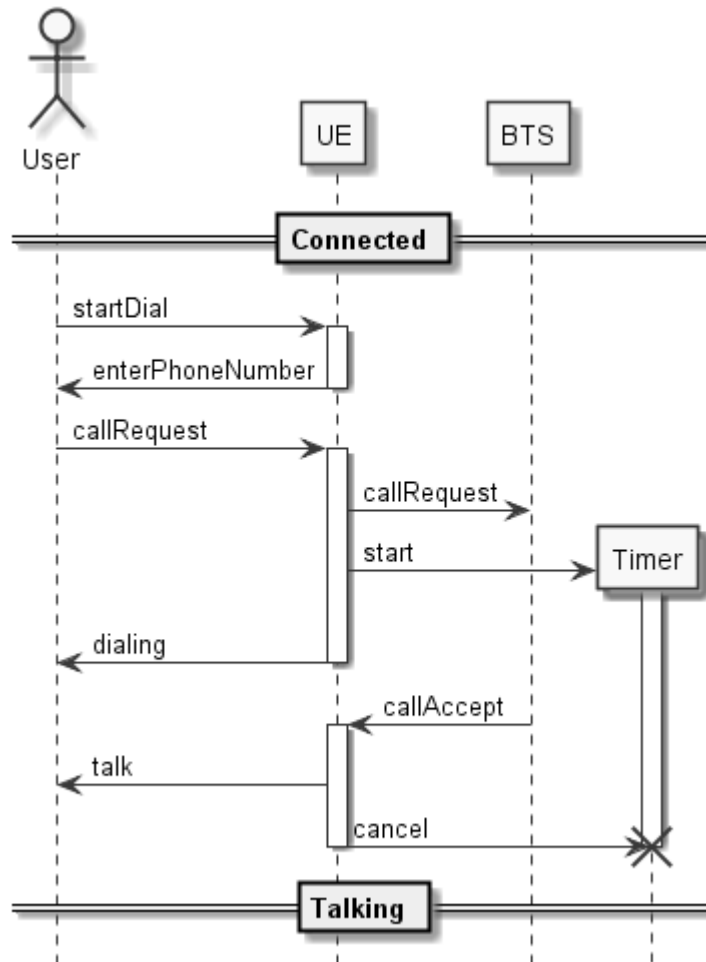 User
UE
BTS
Connected
startDial
enterPhoneNumber
callRequest
callRequest
start
Timer
dialing
callAccept
talk
cancel
Talking